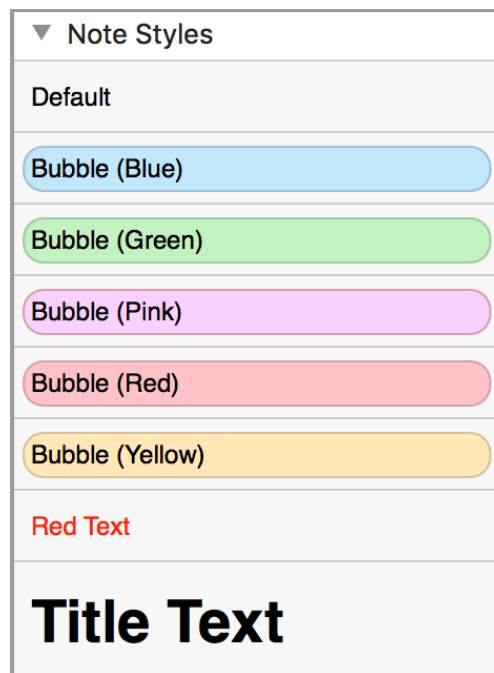 Note Styles
Default
Bubble (Blue)
Bubble (Green)
Bubble (Pink)
Bubble (Red)
Bubble (Yellow)
Red Text
Title Text